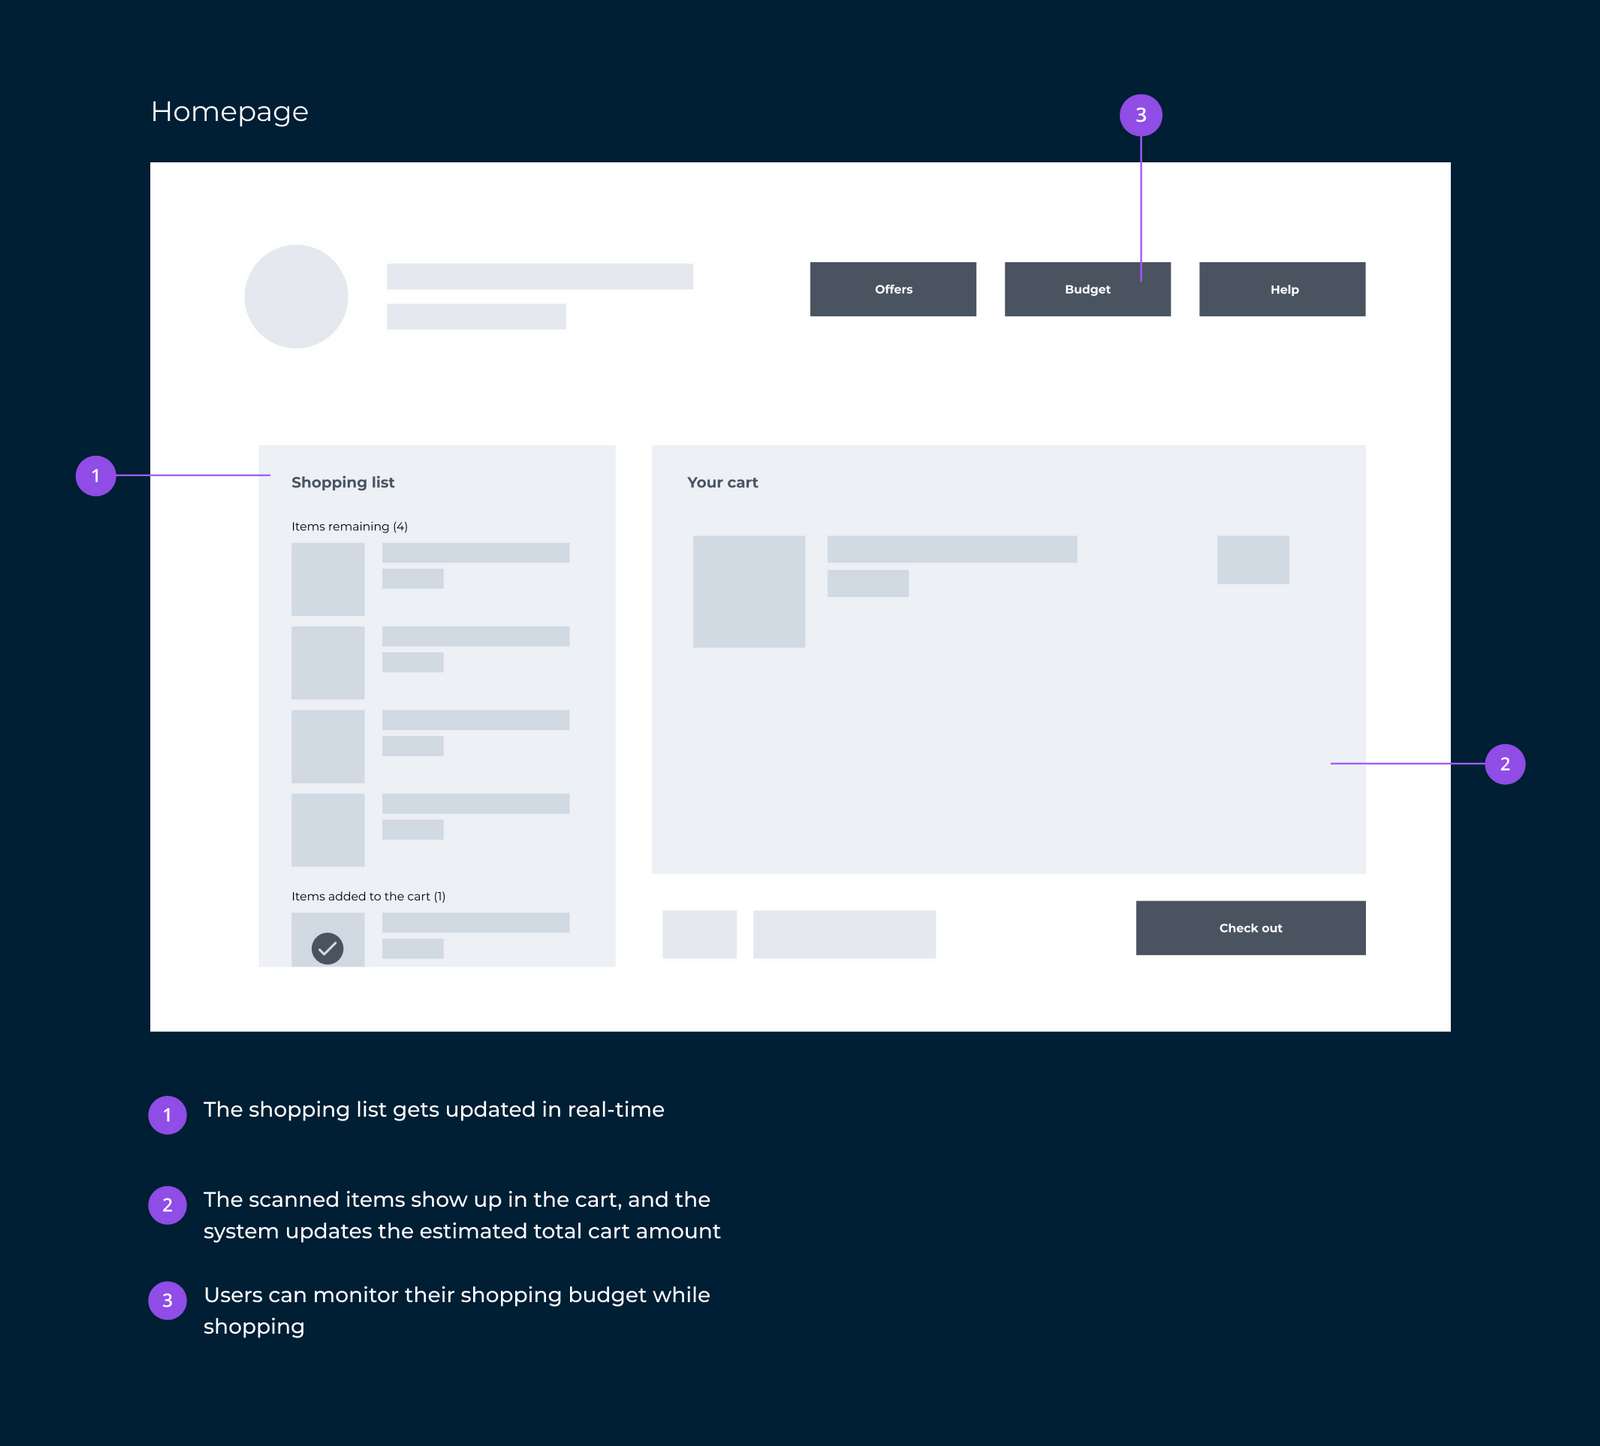 Homepage
3
Offers
Budget
Help
1
Shopping list
Your cart
Items remaining (4)
2
Items added to the cart (1)
Check out
1 The shopping list gets updated in real-time
2 The scanned items show up in the cart, and the
system updates the estimated total cart amount
3 Users can monitor their shopping budget while
shopping